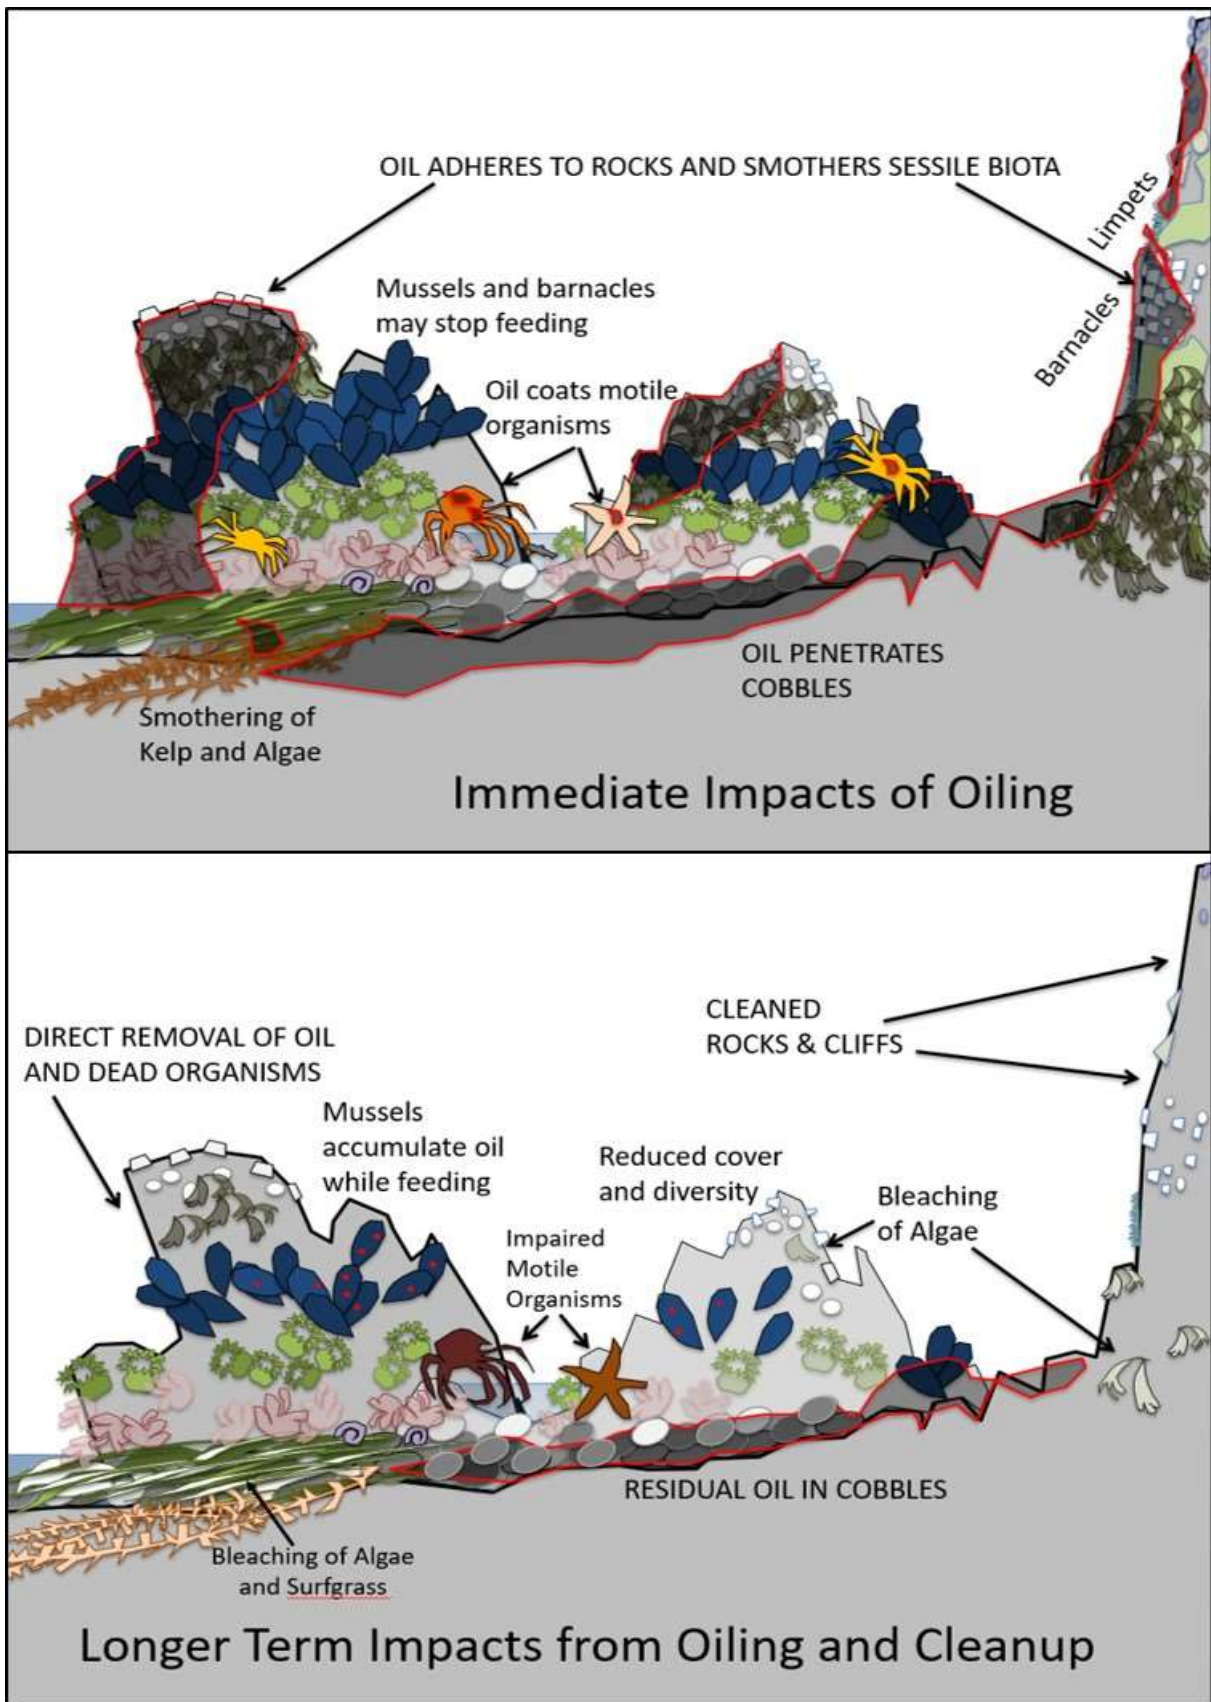 OIL ADHERES TO ROCKS AND SMOTHERS SESSILE BIOTA
Limpets
Barnacles
Mussels and barnacles
may stop feeding
Oil coats motile
organisms
OIL PENETRATES
COBBLES
Smothering of
Kelp and Algae
Immediate Impacts of Oiling
DIRECT REMOVAL OF OIL
AND DEAD ORGANISMS
CLEANED
ROCKS & CLIFFS
Mussels
accumulate oil
while feeding
Reduced cover
and diversity
Bleaching
of Algae
Impaired
Motile
Organisms
RESIDUAL OIL IN COBBLES
Bleaching of Algae
and Surfgrass
Longer Term Impacts from Oiling and Cleanup